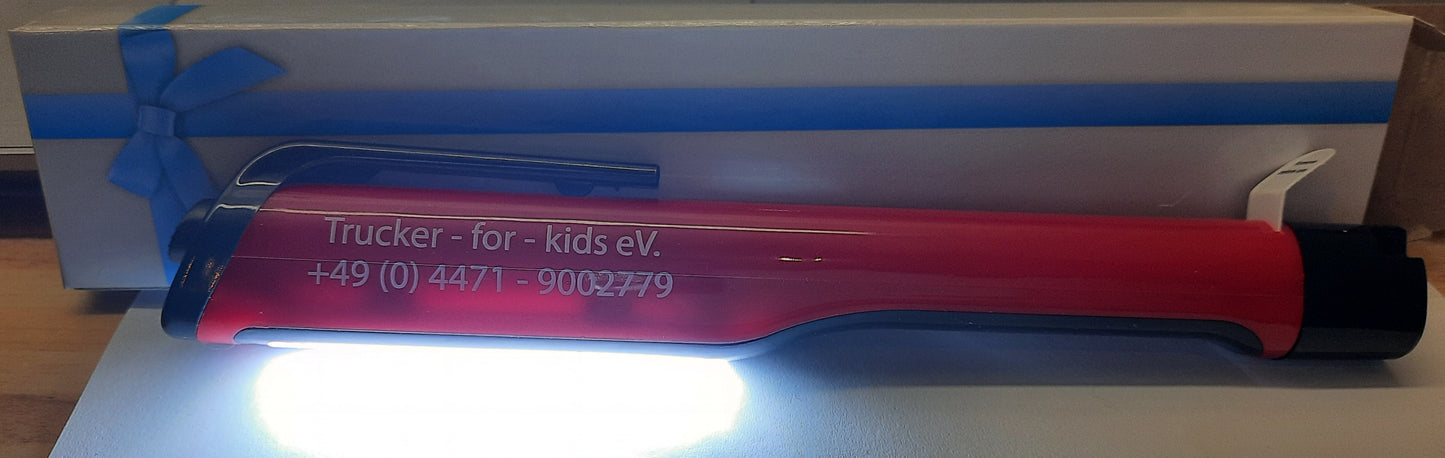 Trucker - for - kids eV.
+49 (0) 4471 - 9002779